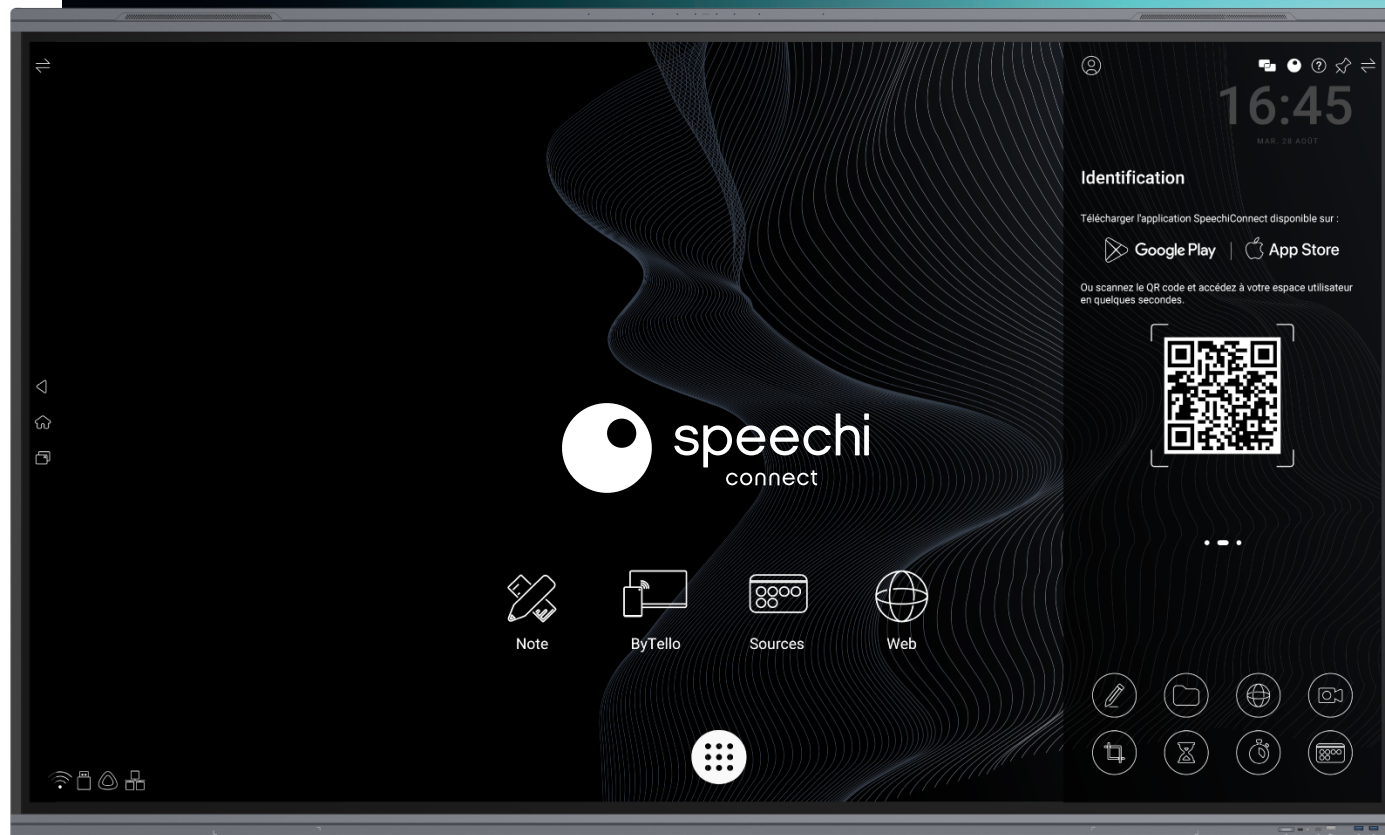 16:45
MAR. 28 AOÛT
Identification
Télécharger l'application SpeechiConnect disponible sur :
Google Play | App Store
Ou scannez le QR code et accédez à votre espace utilisateur
en quelques secondes.
speechi
connect
Note
ByTello
Sources
Web